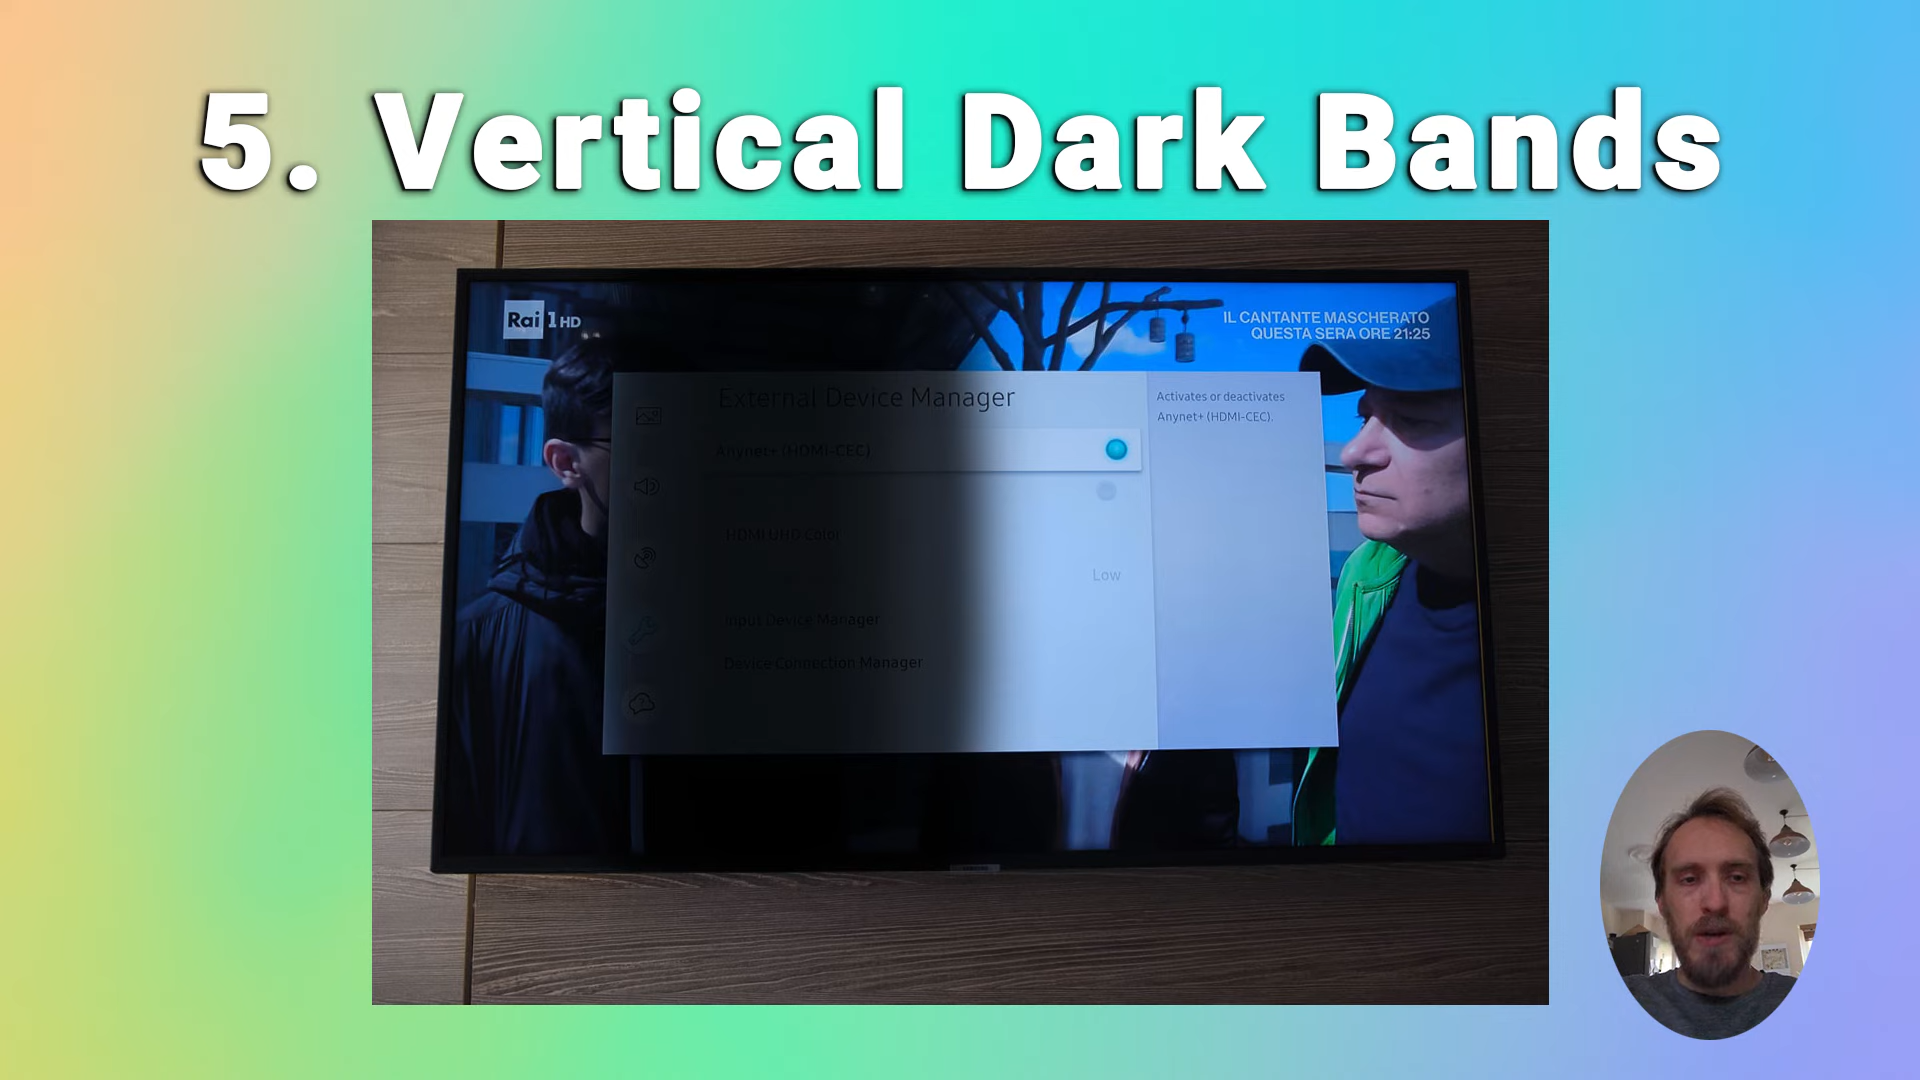 5. Vertical Dark Bands
Rai 1 HD
IL CANTANTE MASCHERATO
QUESTA SERA ORE 21:25
External Device Manager
Activates or deactivates
Anynet+ (HDMI-CEC).
Anynet+ (HDMI-CEC)
HDMI UHD Color
Low
Input Device Manager
Device Connection Manager